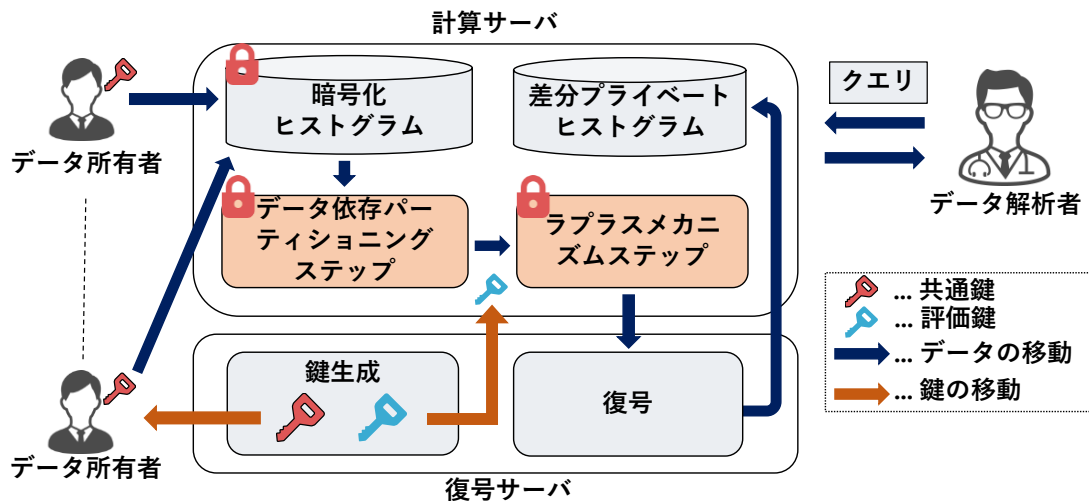 計算サーバ
暗号化
ヒストグラム
差分プライベート
ヒストグラム
クエリ
データ所有者
データ解析者
データ依存パー
ティショニング
ステップ
ラプラスメカニ
ズムステップ
... 共通鍵
... 評価鍵
... データの移動
... 鍵の移動
鍵生成
復号
データ所有者
復号サーバ